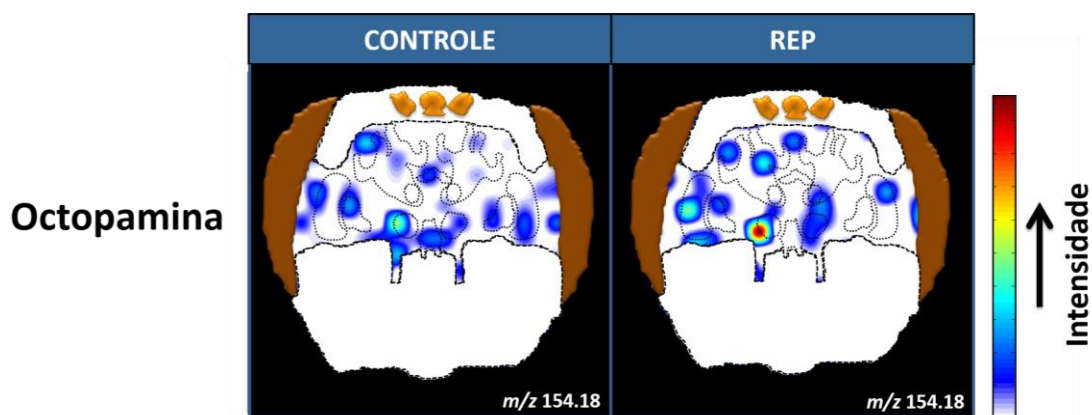 CONTROLE
REP
Octopamina
m/z 154.18
m/z 154.18
Intensidade